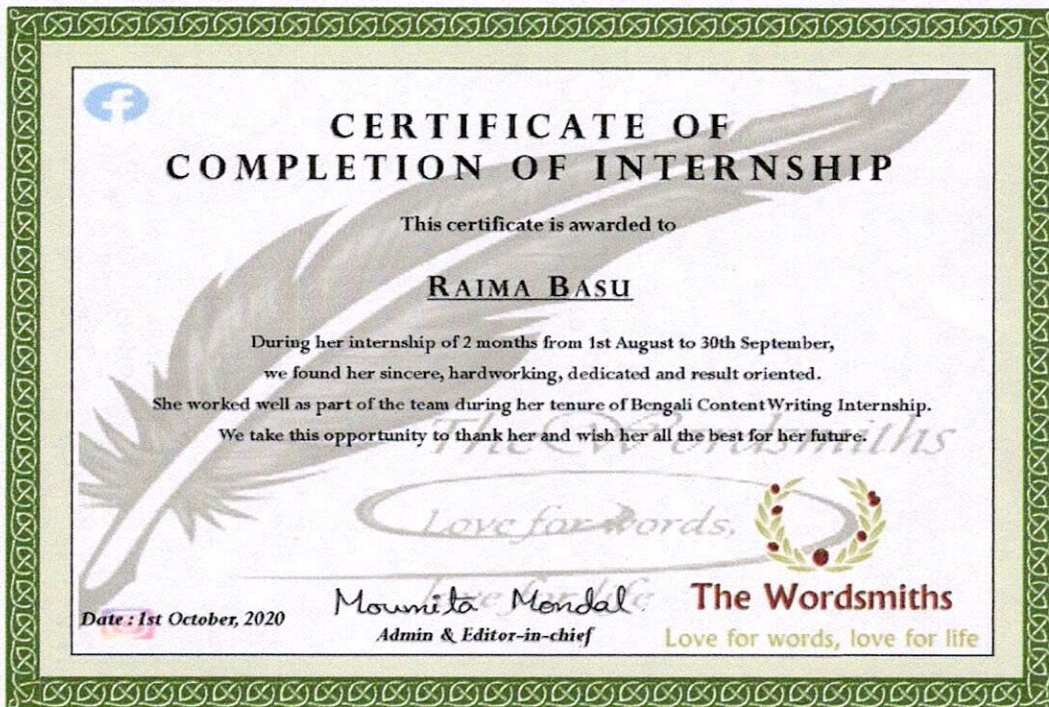 CERTIFICATE OF
COMPLETION OF INTERNSHIP
This certificate is awarded to
RAIMA BASU
During her internship of 2 months from 1st August to 30th September,
we found her sincere, hardworking, dedicated and result oriented.
She worked well as part of the team during her tenure of Bengali Content Writing Internship.
We take this opportunity to thank her and wish her all the best for her future.
The Wordsmiths
Love for words,
love for life
Date : 1st October, 2020
Moumita Mondal
Admin & Editor-in-chief
The Wordsmiths
Love for words, love for life